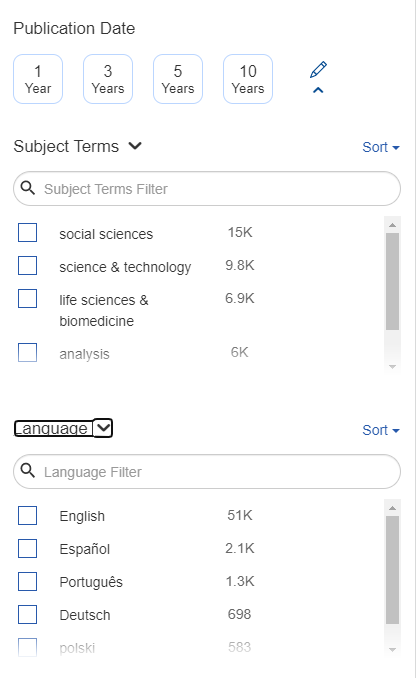 Publication Date
1 Year
3 Years
5 Years
10 Years
Subject Terms
Sort
Subject Terms Filter
social sciences 15K
science & technology 9.8K
life sciences &
biomedicine 6.9K
analysis 6K
Language
Sort
Language Filter
English 51K
Español 2.1K
Português 1.3K
Deutsch 698
polski 583